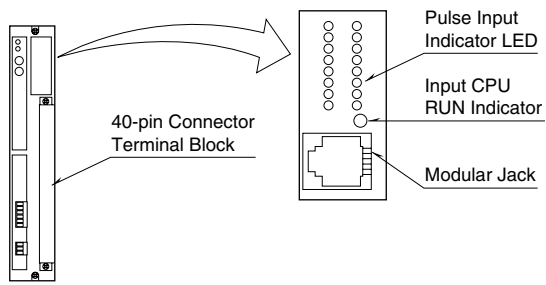 Pulse Input
Indicator LED
Input CPU
RUN Indicator
40-pin Connector
Terminal Block
Modular Jack